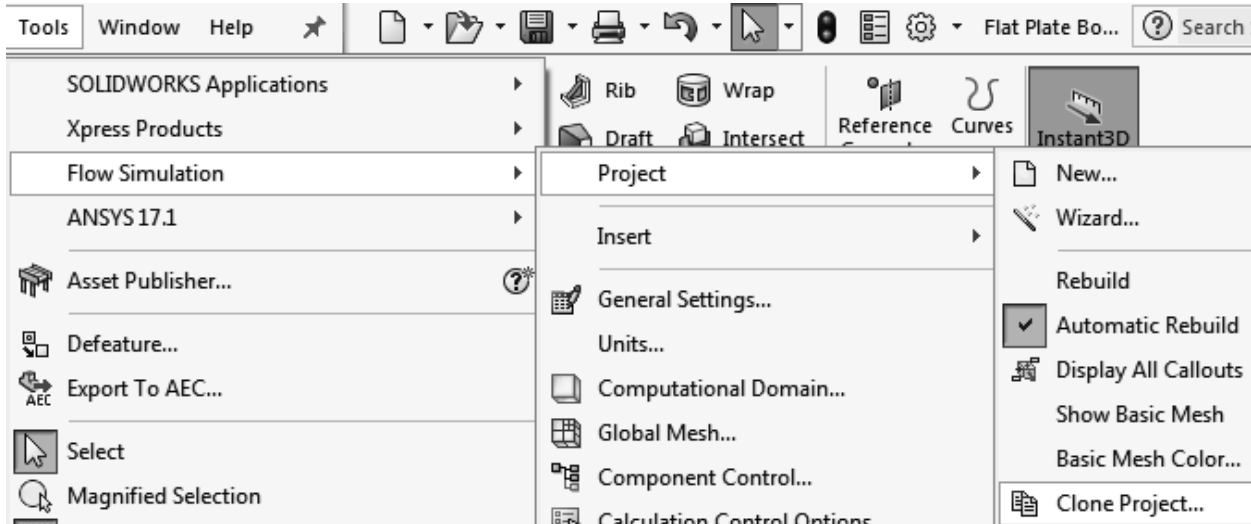 Tools Window Help Flat Plate Bo... Search
SOLIDWORKS Applications
Xpress Products
Flow Simulation
ANSYS 17.1
Asset Publisher...
Defeature...
Export To AEC...
AEC
Select
Magnified Selection
Rib Wrap
Draft Intersect
Reference Curves Instant3D
Project
Insert
General Settings...
Units...
Computational Domain...
Global Mesh...
Component Control...
Calculation Control Options
New...
Wizard...
Rebuild
Automatic Rebuild
Display All Callouts
Show Basic Mesh
Basic Mesh Color...
Clone Project...